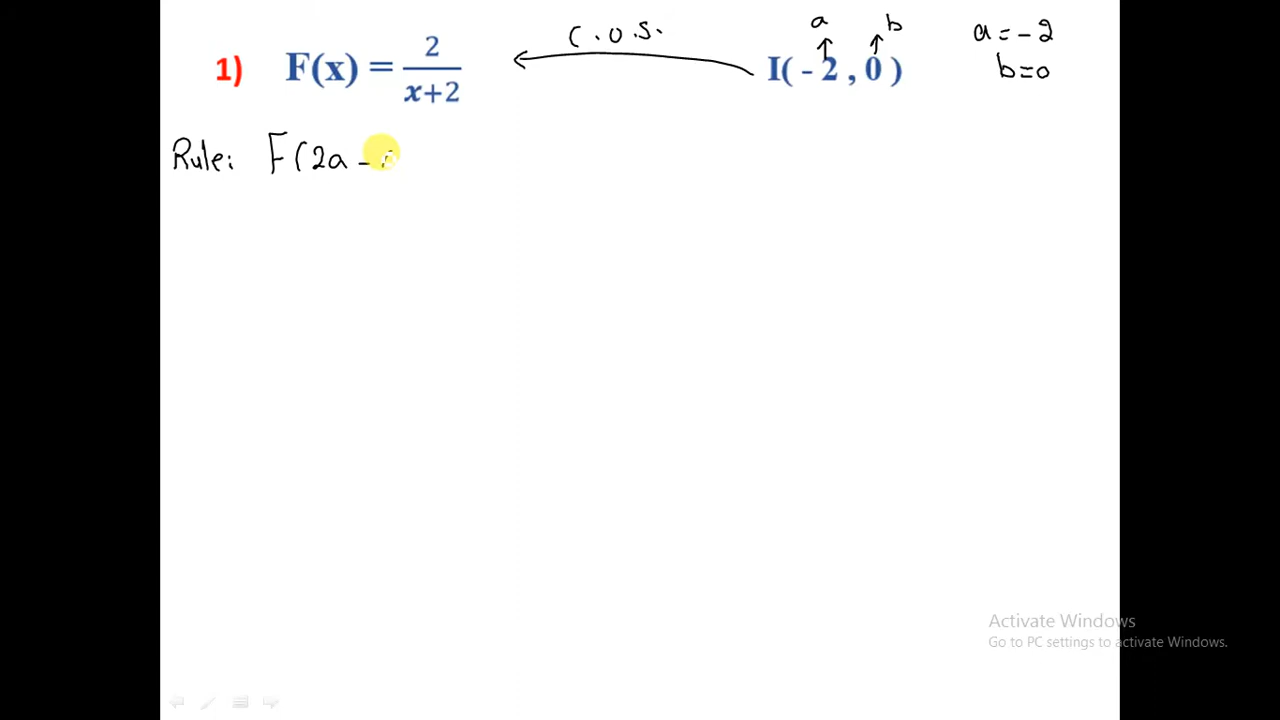 C.O.S.
a b
a = -2
1) F(x) = 2/(x+2)
I( - 2 , 0 )
b=0
Rule: F(2a -
Activate Windows
Go to PC settings to activate Windows.